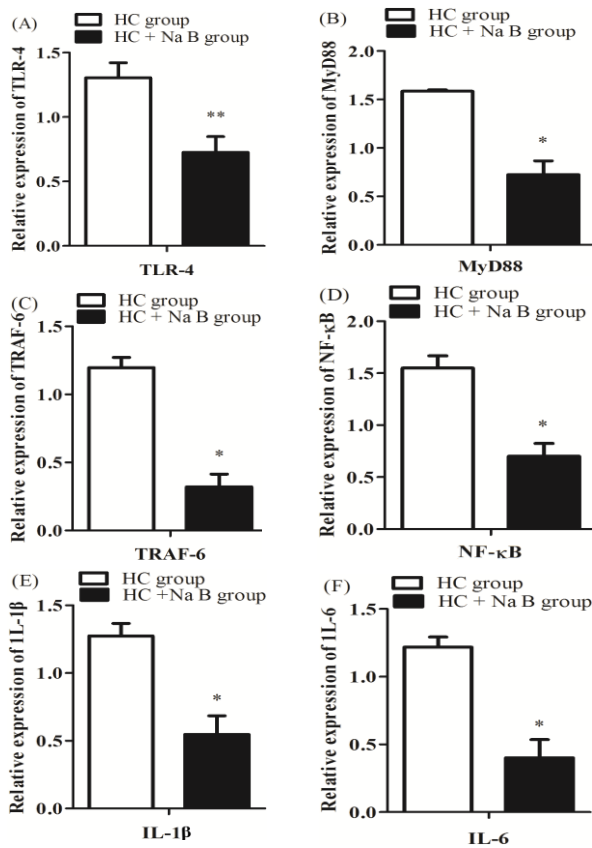 (A)
HC group
HC + Na B group
Relative expression of TLR-4
1.5
1.0
0.5
0.0
**
TLR-4
(B)
HC group
HC + Na B group
Relative expression of MyD88
2.0
1.5
1.0
0.5
0.0
*
MyD88
(C)
HC group
HC + Na B group
Relative expression of TRAF-6
1.5
1.0
0.5
0.0
*
TRAF-6
(D)
HC group
HC + Na B group
Relative expression of NF-κB
2.0
1.5
1.0
0.5
0.0
*
NF-κB
(E)
HC group
HC +Na B group
Relative expression of 1L-1β
1.5
1.0
0.5
0.0
*
IL-1β
(F)
HC group
HC + Na B group
Relative expression of 1L-6
1.5
1.0
0.5
0.0
*
IL-6